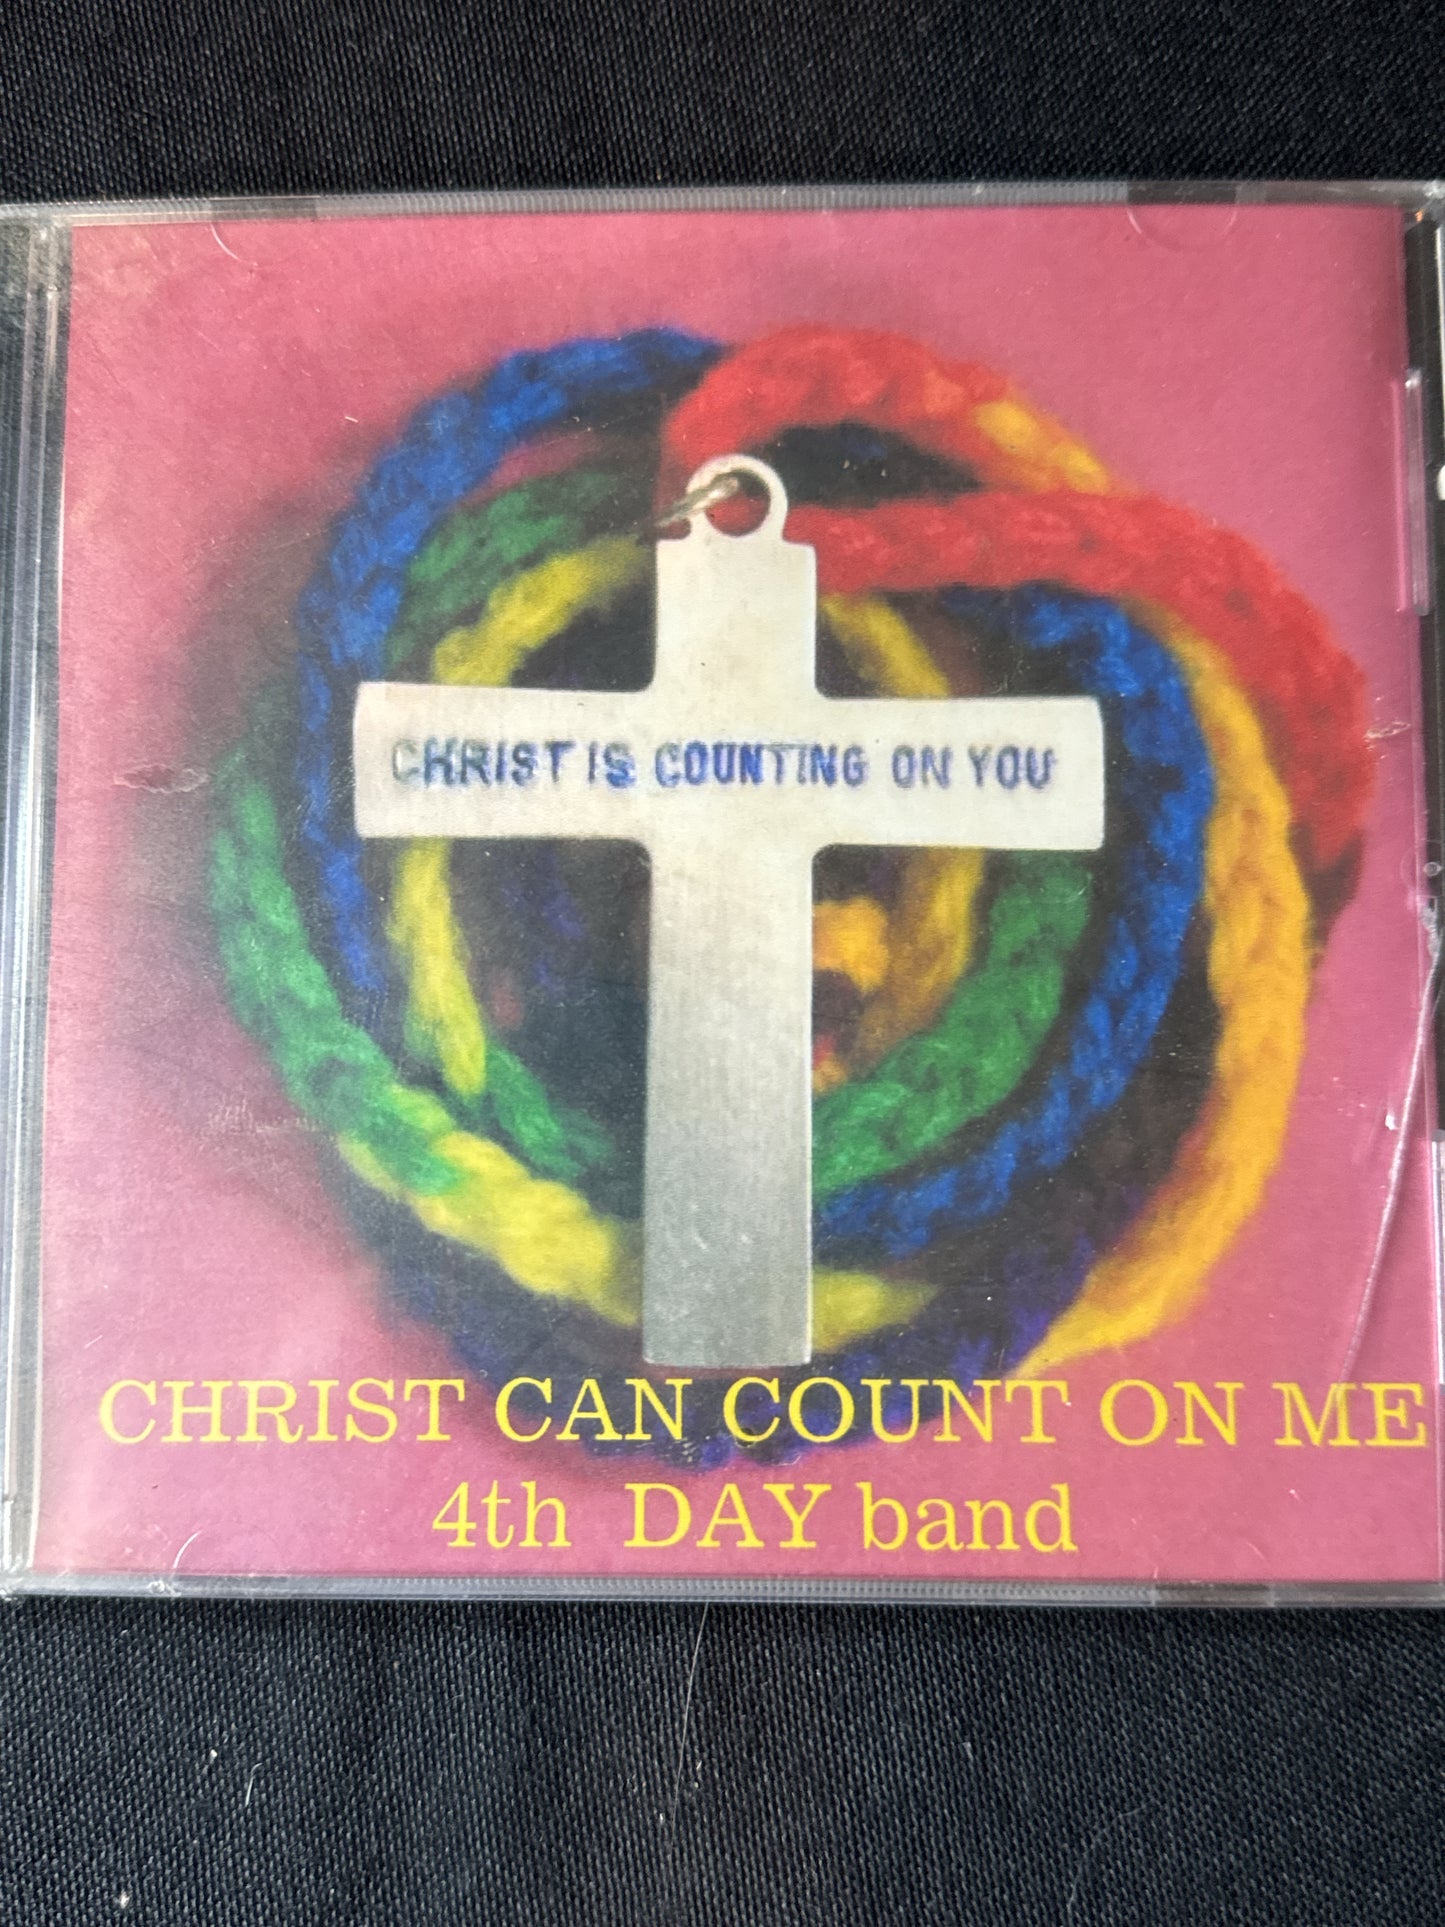 CHRIST IS COUNTING ON YOU
CHRIST CAN COUNT ON ME
4th DAY band